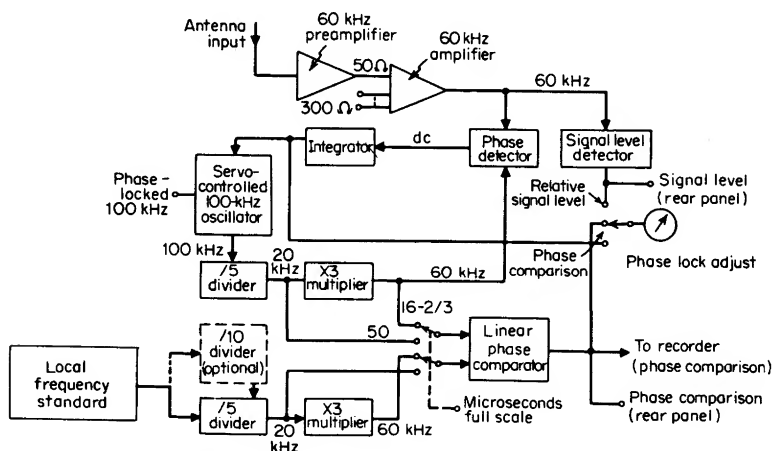 Antenna
input
60 kHz
preamplifier
50Ω
60 kHz
amplifier
300 Ω
60 kHz
Integrator
dc
Phase
detector
Signal level
detector
Phase-
locked
100 kHz
Servo-
controlled
100-kHz
oscillator
Relative
signal level
Signal level
(rear panel)
Phase
comparison
Phase lock adjust
100 kHz
/5
divider
20
kHz
X3
multiplier
60 kHz
16-2/3
50
Local
frequency
standard
/10
divider
(optional)
/5
divider
20
kHz
X3
multiplier
60 kHz
Linear
phase
comparator
Microseconds
full scale
To recorder
(phase comparison)
Phase comparison
(rear panel)